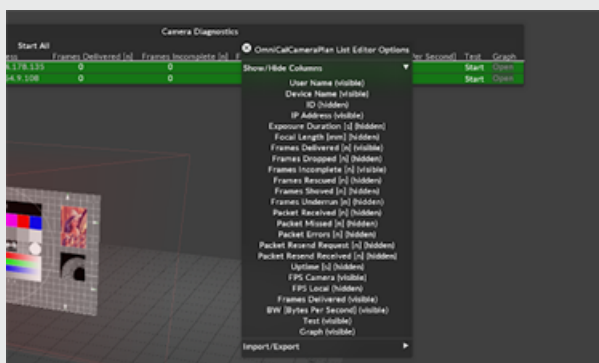 Camera Diagnostics
Start All
ess Frames Delivered [n] Frames Incomplete [n] F Per Second] Test Graph
4.178.135 0 0 Start Open
54.9.108 0 0 Start Open
OmniCalCameraPlan List Editor Options
Show/Hide Columns
User Name (visible)
Device Name (visible)
ID (hidden)
IP Address (visible)
Exposure Duration [s] (hidden)
Focal Length [mm] (hidden)
Frames Delivered [n] (visible)
Frames Dropped [n] (hidden)
Frames Incomplete [n] (visible)
Frames Rescued [n] (hidden)
Frames Shoved [n] (hidden)
Frames Underrun [n] (hidden)
Packet Received [n] (hidden)
Packet Missed [n] (hidden)
Packet Errors [n] (hidden)
Packet Resend Request [n] (hidden)
Packet Resend Received [n] (hidden)
Uptime [s] (hidden)
FPS Camera (visible)
FPS Local (hidden)
Frames Delivered (visible)
BW [Bytes Per Second] (visible)
Test (visible)
Graph (visible)
Import/Export